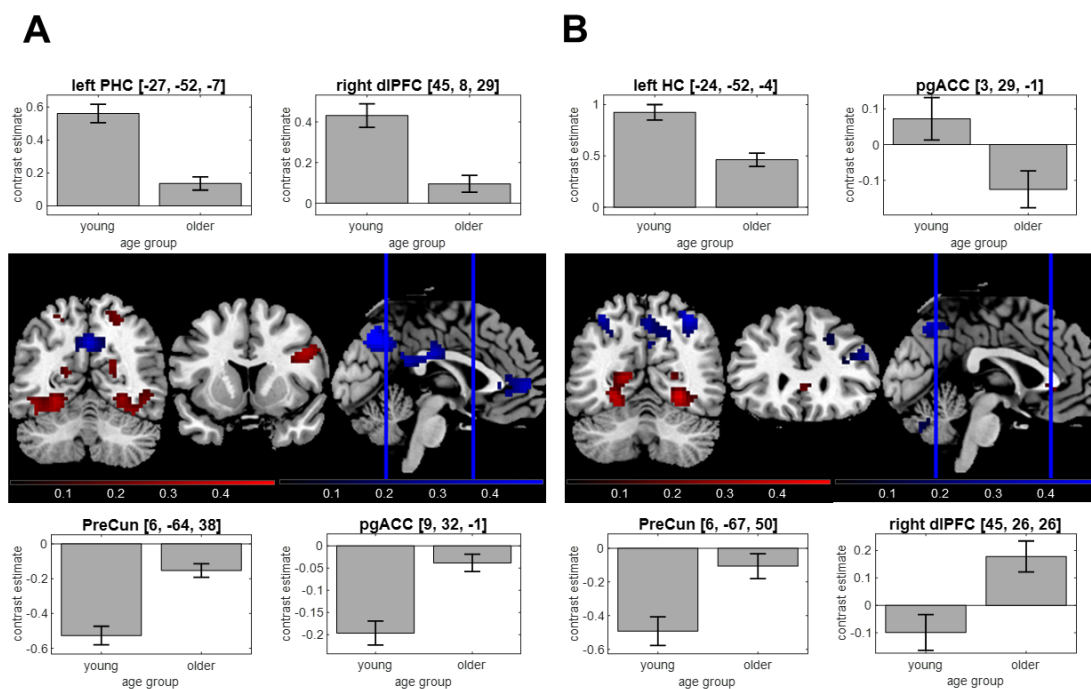 A
B
left PHC [-27, -52, -7]
right dlPFC [45, 8, 29]
left HC [-24, -52, -4]
pgACC [3, 29, -1]
contrast estimate
0.6
0.4
0.2
0
young
older
age group
contrast estimate
0.4
0.2
0
young
older
age group
contrast estimate
1
0.5
0
young
older
age group
contrast estimate
0.1
0
-0.1
young
older
age group
0.1 0.2 0.3 0.4
0.1 0.2 0.3 0.4
0.1 0.2 0.3 0.4
0.1 0.2 0.3 0.4
PreCun [6, -64, 38]
pgACC [9, 32, -1]
PreCun [6, -67, 50]
right dlPFC [45, 26, 26]
contrast estimate
0
-0.2
-0.4
-0.6
young
older
age group
contrast estimate
0
-0.05
-0.1
-0.15
-0.2
young
older
age group
contrast estimate
0
-0.2
-0.4
-0.6
young
older
age group
contrast estimate
0.2
0.1
0
-0.1
young
older
age group